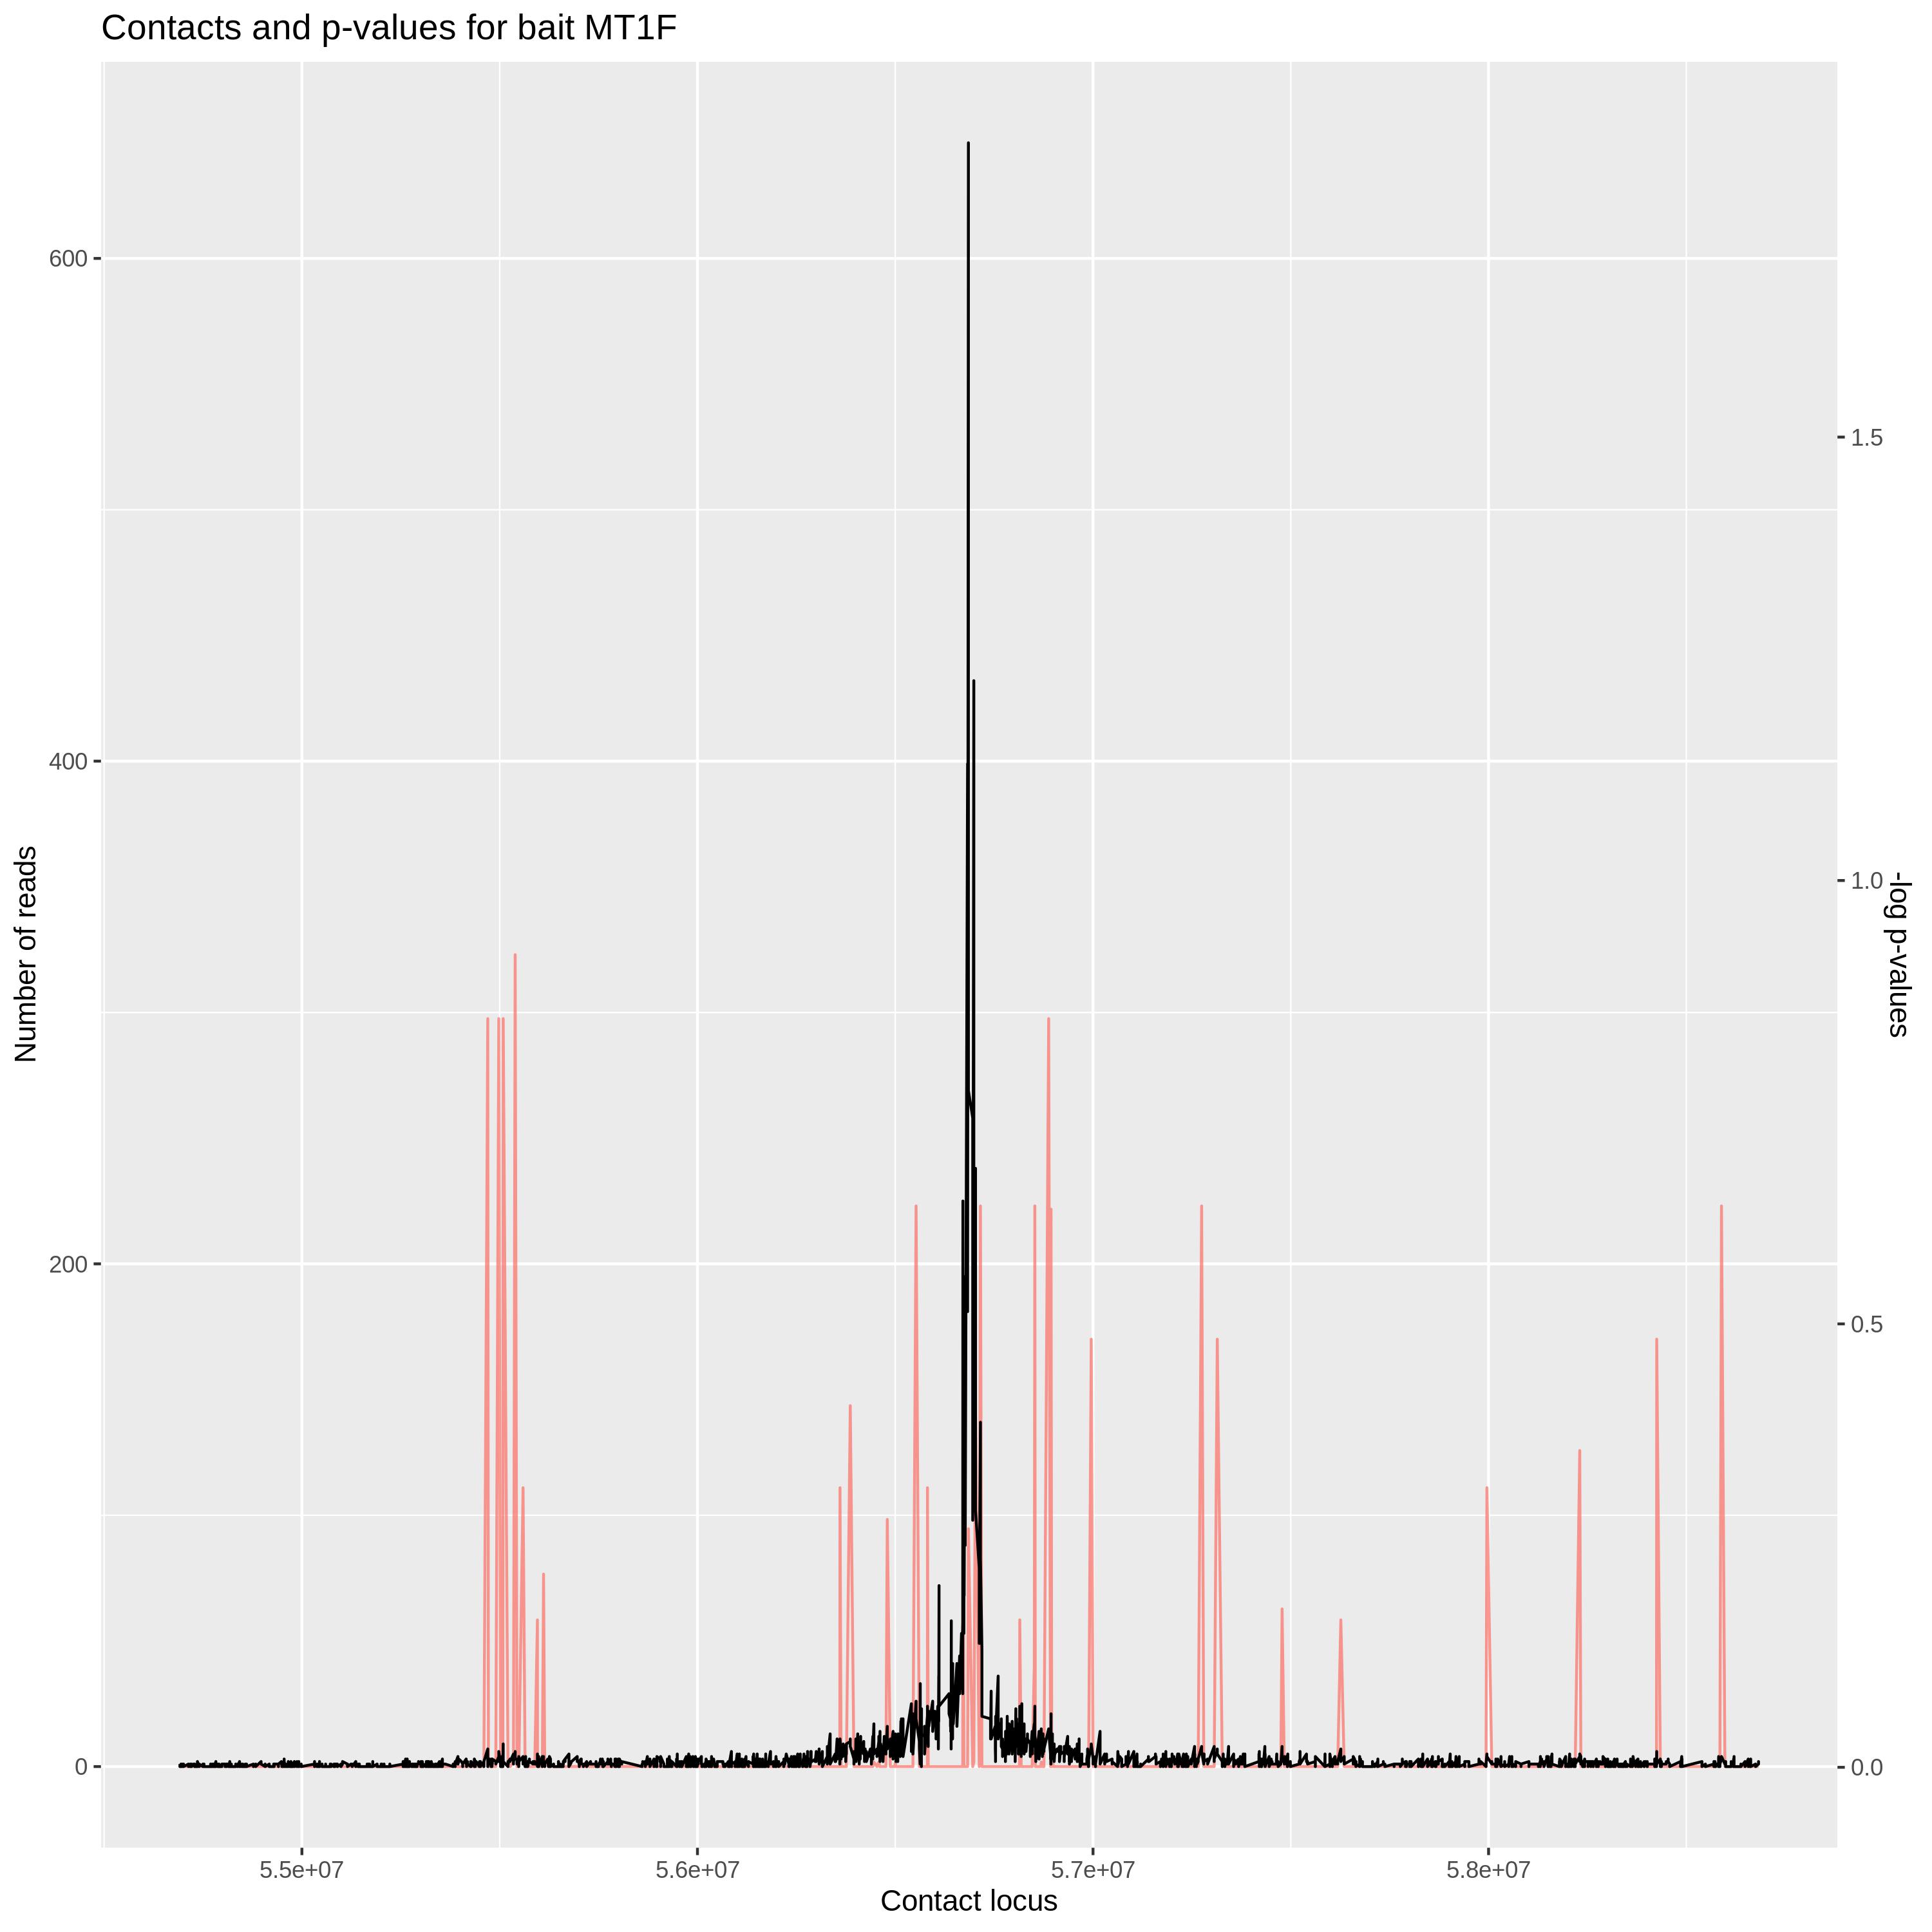 Contacts and p-values for bait MT1F
600
400
200
0
Number of reads
1.5
1.0
0.5
0.0
-log p-values
5.5e+07 5.6e+07 5.7e+07 5.8e+07
Contact locus